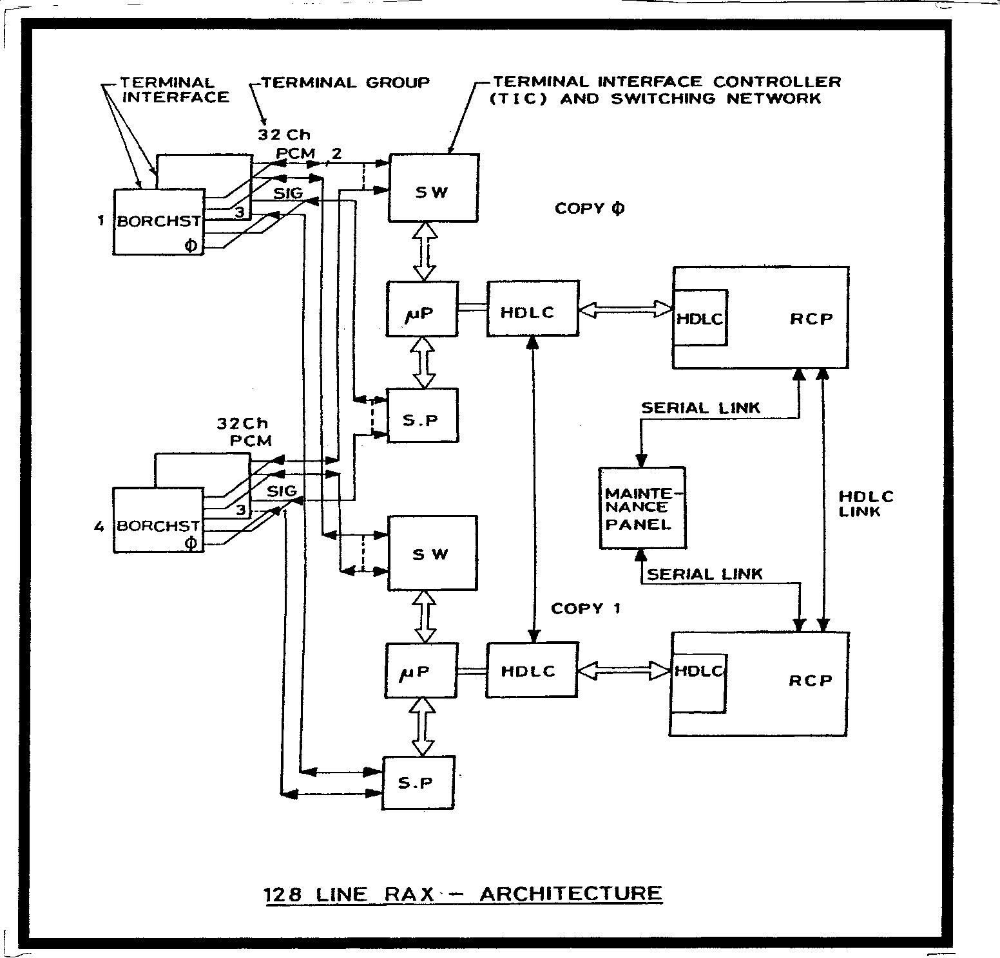 TERMINAL
INTERFACE
TERMINAL GROUP
TERMINAL INTERFACE CONTROLLER
(TIC) AND SWITCHING NETWORK
32 Ch
PCM
2
SIG
3
1
BORCHST
Φ
SW
COPY Φ
μP
HDLC
HDLC
RCP
S.P
SERIAL LINK
32Ch
PCM
SIG
3
4
BORCHST
Φ
MAINTE-
NANCE
PANEL
HDLC
LINK
SW
SERIAL LINK
COPY 1
μP
HDLC
HDLC
RCP
S.P
128 LINE RAX - ARCHITECTURE